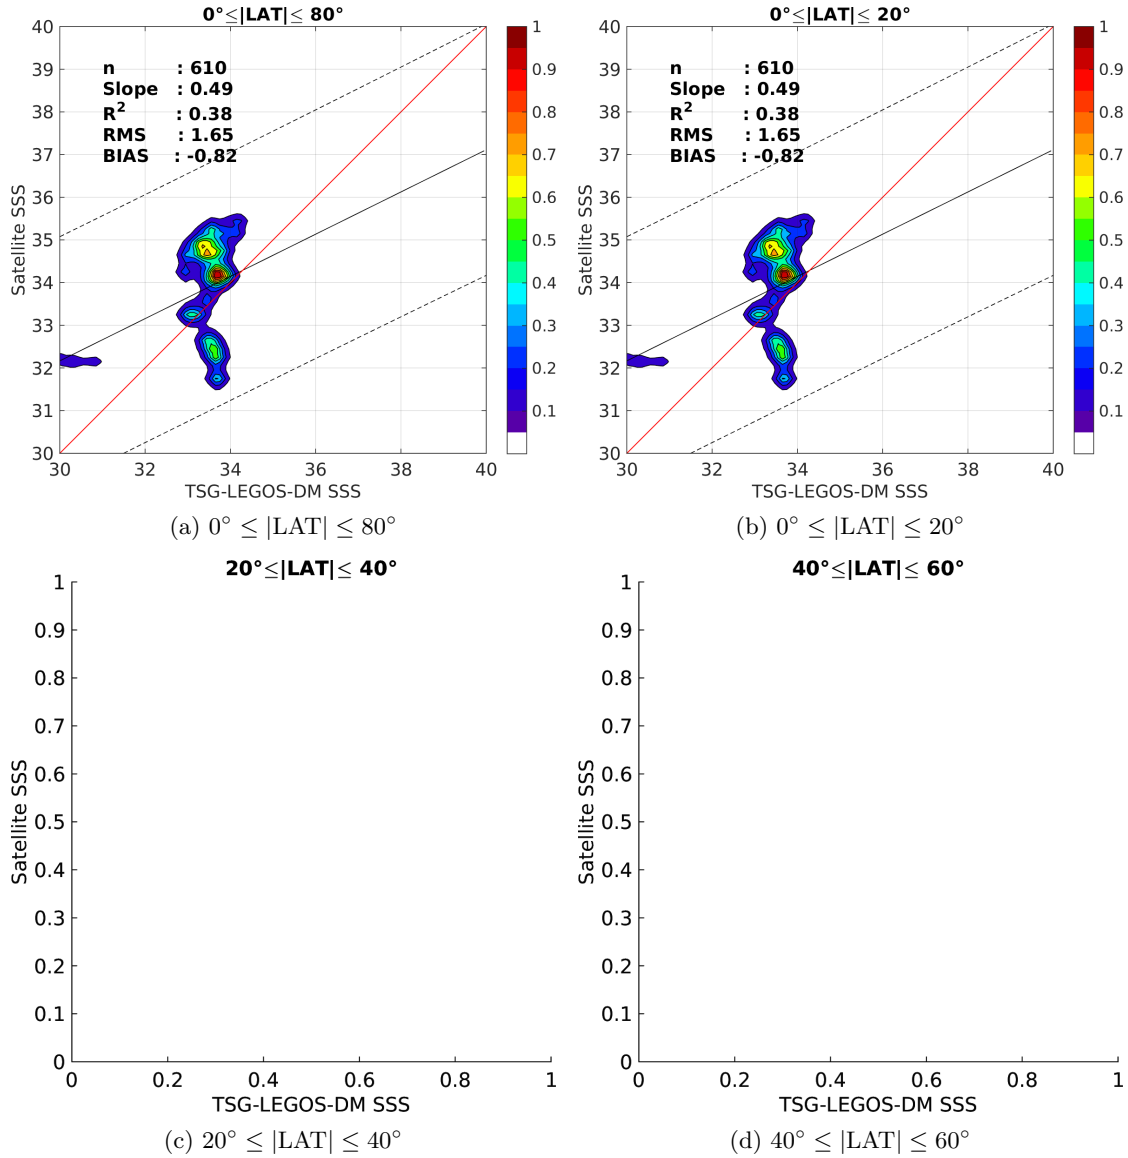 0°≤|LAT|≤ 80°
n : 610
Slope : 0.49
R² : 0.38
RMS : 1.65
BIAS : -0.82
40
39
38
37
36
35
34
33
32
31
30
Satellite SSS
30 32 34 36 38 40
TSG-LEGOS-DM SSS
1
0.9
0.8
0.7
0.6
0.5
0.4
0.3
0.2
0.1
(a) 0° ≤ |LAT| ≤ 80°
0°≤|LAT|≤ 20°
n : 610
Slope : 0.49
R² : 0.38
RMS : 1.65
BIAS : -0.82
40
39
38
37
36
35
34
33
32
31
30
Satellite SSS
30 32 34 36 38 40
TSG-LEGOS-DM SSS
1
0.9
0.8
0.7
0.6
0.5
0.4
0.3
0.2
0.1
(b) 0° ≤ |LAT| ≤ 20°
20°≤|LAT|≤ 40°
1
0.9
0.8
0.7
0.6
0.5
0.4
0.3
0.2
0.1
0
Satellite SSS
0 0.2 0.4 0.6 0.8 1
TSG-LEGOS-DM SSS
(c) 20° ≤ |LAT| ≤ 40°
40°≤|LAT|≤ 60°
1
0.9
0.8
0.7
0.6
0.5
0.4
0.3
0.2
0.1
0
Satellite SSS
0 0.2 0.4 0.6 0.8 1
TSG-LEGOS-DM SSS
(d) 40° ≤ |LAT| ≤ 60°